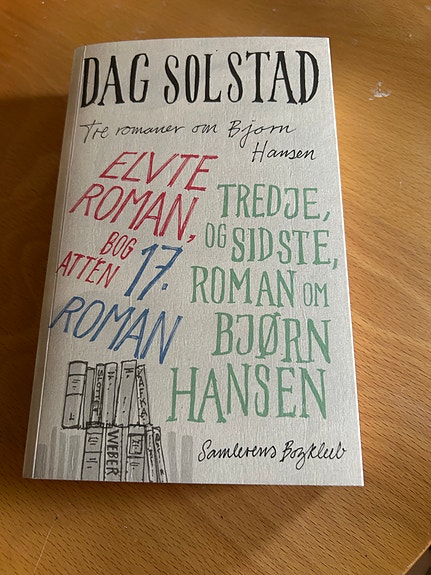 DAG SOLSTAD
Tre romaner om Bjørn
Hansen
ELVTE
ROMAN,
BOG
ATTEN
17.
ROMAN
TREDJE,
OG SIDSTE,
ROMAN OM
BJØRN
HANSEN
WEBER
Samlerens Bogklub